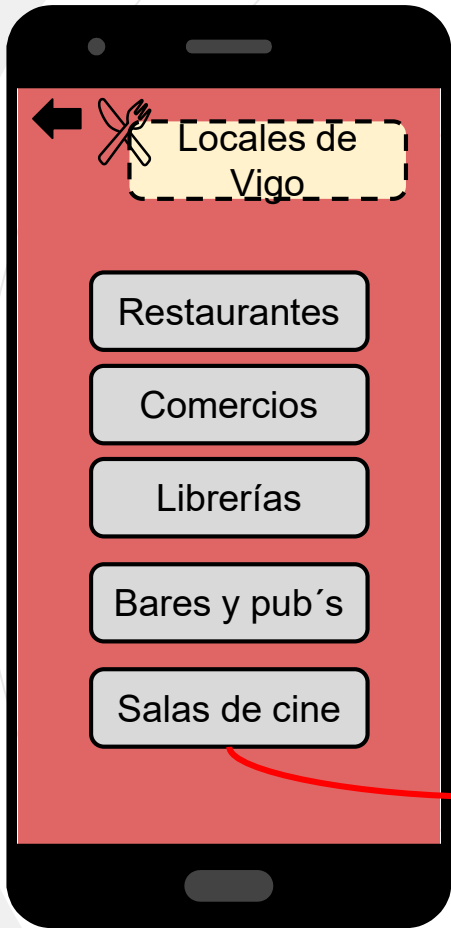 Locales de
Vigo
Restaurantes
Comercios
Librerías
Bares y pub´s
Salas de cine